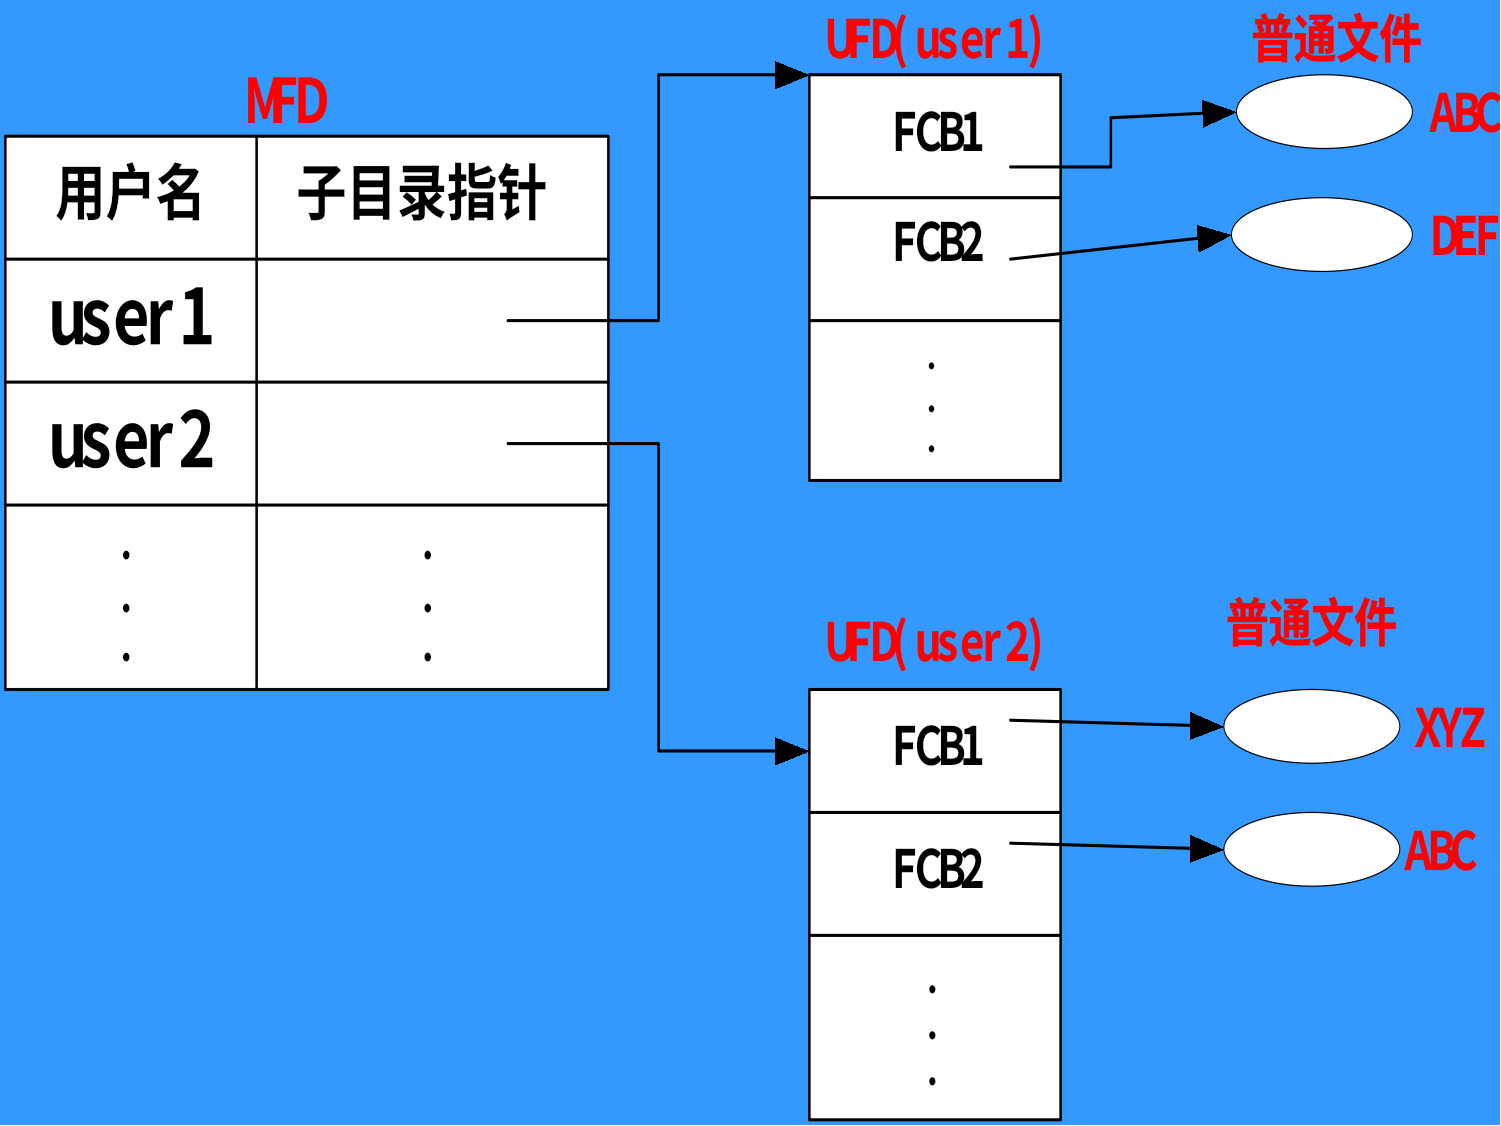 MFD
用户名 子目录指针
user1
user2
UFD(user1)
FCB1
FCB2
普通文件
ABC
DEF
UFD(user2)
FCB1
FCB2
普通文件
XYZ
ABC